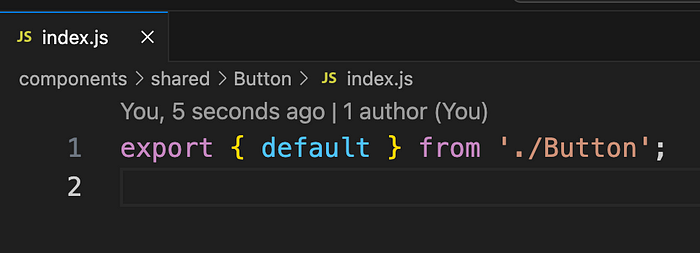 JS index.js ×
components > shared > Button > JS index.js
You, 5 seconds ago | 1 author (You)
1 export { default } from './Button';
2